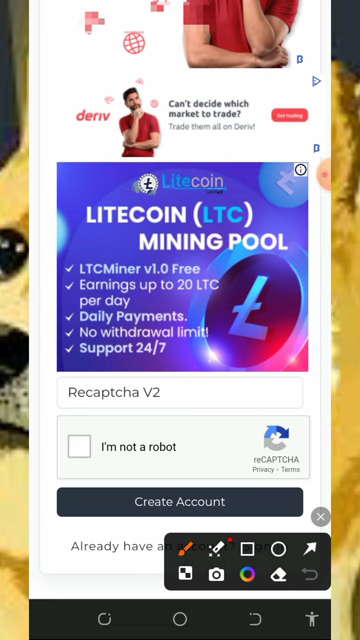 deriv
Can't decide which
market to trade?
Trade them all on Deriv!
Get trading
Litecoin
LITECOIN (LTC)
MINING POOL
✓ LTCMiner v1.0 Free
✓ Earnings up to 20 LTC
per day
✓ Daily Payments.
✓ No withdrawal limit!
✓ Support 24/7
Recaptcha V2
I'm not a robot
reCAPTCHA
Privacy - Terms
Create Account
Already have an